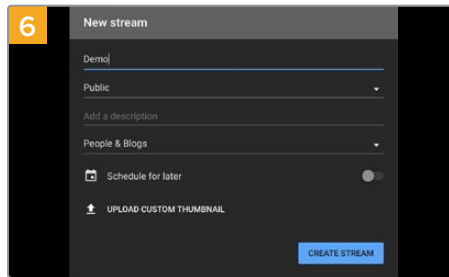 6
New stream
Demo
Public
Add a description
People & Blogs
Schedule for later
UPLOAD CUSTOM THUMBNAIL
CREATE STREAM